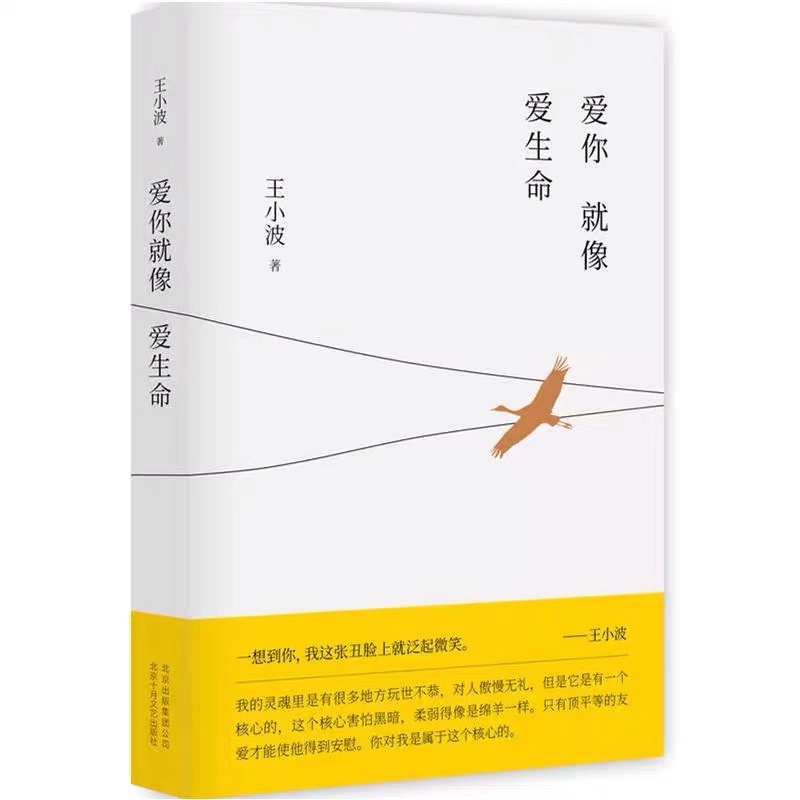 王小波 著
爱你就像 爱生命
北京出版集团公司
北京十月文艺出版社
爱你 就像
爱生命
王小波 著
一想到你，我这张丑脸上就泛起微笑。 ——王小波
我的灵魂里是有很多地方玩世不恭，对人傲慢无礼，但是它是有一个
核心的，这个核心害怕黑暗，柔弱得像是绵羊一样。只有顶平等的友
爱才能使他得到安慰。你对我是属于这个核心的。